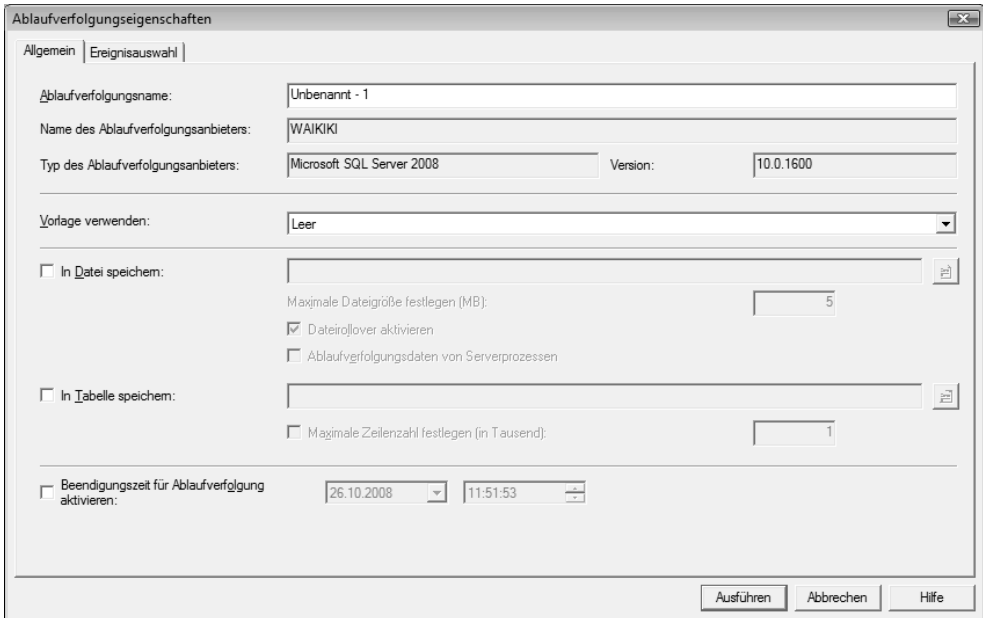 Ablaufverfolgungseigenschaften
Allgemein Ereignisauswahl
Ablaufverfolgungsname: Unbenannt - 1
Name des Ablaufverfolgungsanbieters: WAIKIKI
Typ des Ablaufverfolgungsanbieters: Microsoft SQL Server 2008 Version: 10.0.1600
Vorlage verwenden: Leer
In Datei speichern:
Maximale Dateigröße festlegen (MB): 5
Dateirollover aktivieren
Ablaufverfolgungsdaten von Serverprozessen
In Tabelle speichern:
Maximale Zeilenzahl festlegen (in Tausend): 1
Beendigungszeit für Ablaufverfolgung
aktivieren: 26.10.2008 11:51:53
Ausführen Abbrechen Hilfe